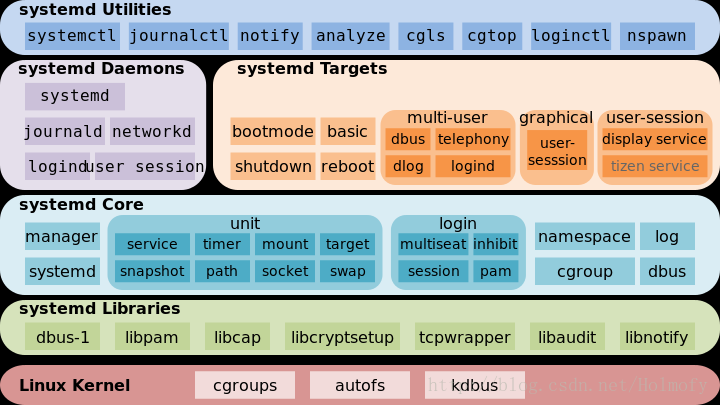 systemd Utilities
systemctl journalctl notify analyze cgls cgtop loginctl nspawn
systemd Daemons
systemd
journald networkd
logind user session
systemd Targets
bootmode basic
shutdown reboot
multi-user
dbus telephony
dlog logind
graphical
user-
sesssion
user-session
display service
tizen service
systemd Core
manager
systemd
unit
service timer mount target
snapshot path socket swap
login
multiseat inhibit
session pam
namespace log
cgroup dbus
systemd Libraries
dbus-1 libpam libcap libcryptsetup tcpwrapper libaudit libnotify
Linux Kernel cgroups autofs kdbus
http://blog.csdn.net/Holmofy